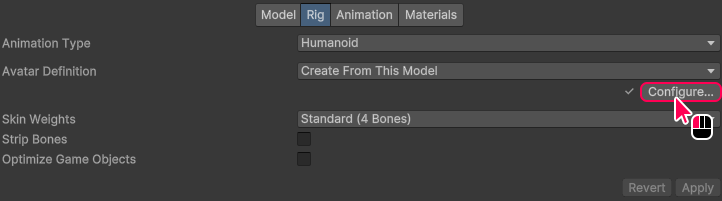 Model Rig Animation Materials
Animation Type Humanoid
Avatar Definition Create From This Model
Configure...
Skin Weights Standard (4 Bones)
Strip Bones
Optimize Game Objects
Revert Apply